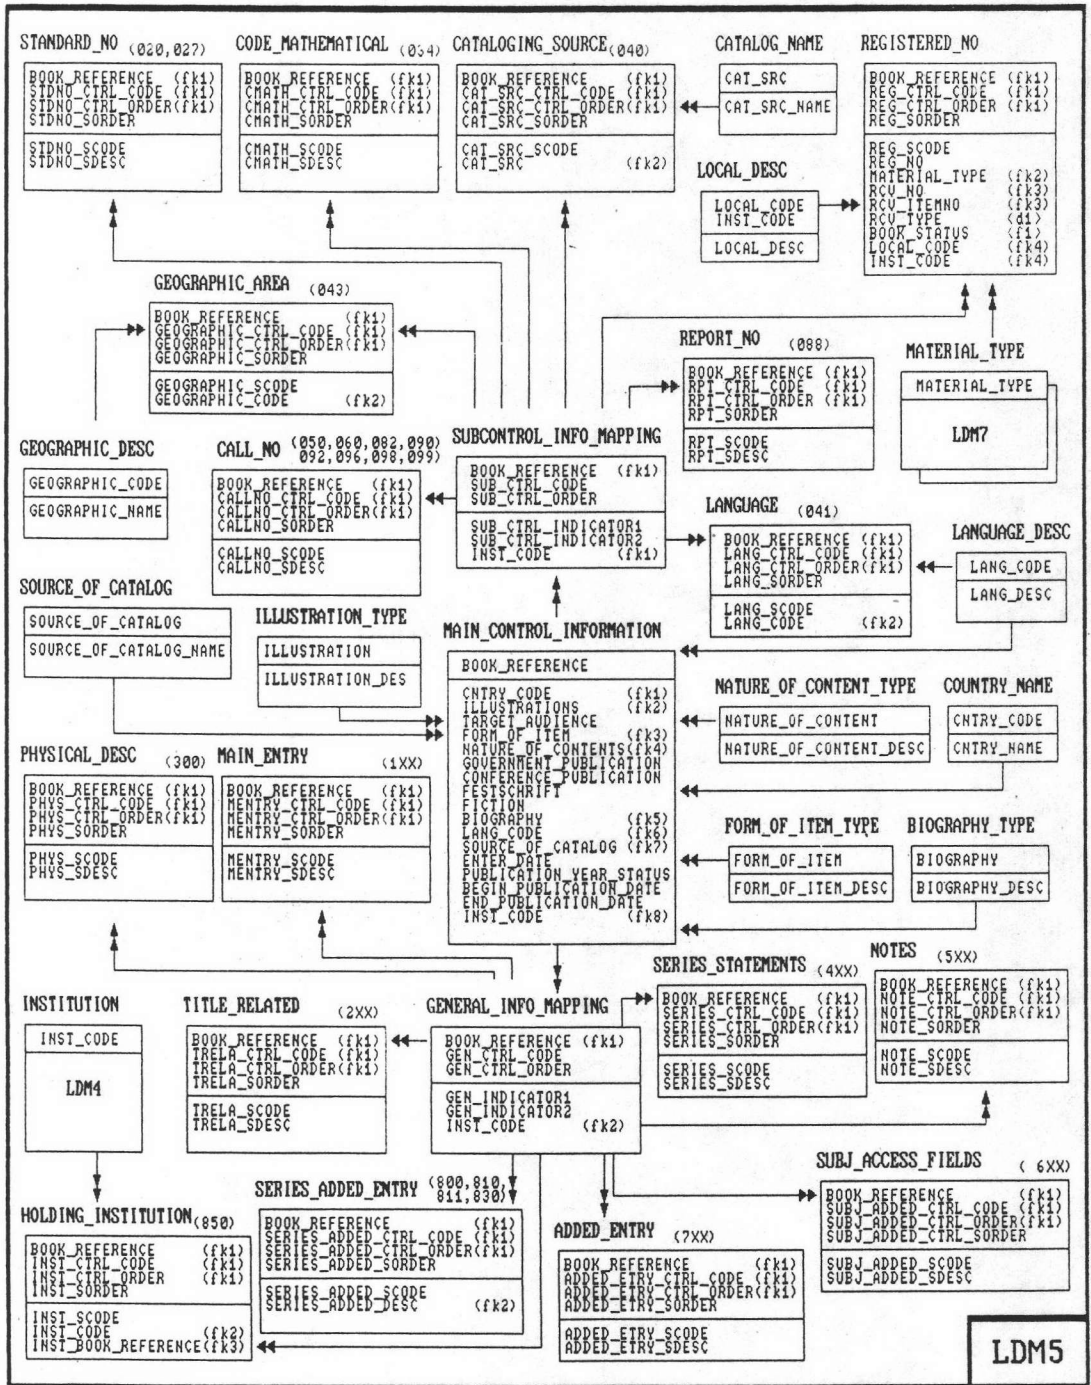 STANDARD_NO (020,027)
BOOK_REFERENCE (fk1)
STDNO_CTRL_CODE (fk1)
STDNO_CTRL_ORDER(fk1)
STDNO_SORDER
STDNO_SCODE
STDNO_SDESC
CODE_MATHEMATICAL (034)
BOOK_REFERENCE (fk1)
CMATH_CTRL_CODE (fk1)
CMATH_CTRL_ORDER(fk1)
CMATH_SORDER
CMATH_SCODE
CMATH_SDESC
CATALOGING_SOURCE(040)
BOOK_REFERENCE (fk1)
CAT_SRC_CTRL_CODE (fk1)
CAT_SRC_CTRL_ORDER(fk1)
CAT_SRC_SORDER
CAT_SRC_SCODE
CAT_SRC (fk2)
CATALOG_NAME
CAT_SRC
CAT_SRC_NAME
REGISTERED_NO
BOOK_REFERENCE (fk1)
REG_CTRL_CODE (fk1)
REG_CTRL_ORDER (fk1)
REG_SORDER
REG_SCODE
REG_NO
MATERIAL_TYPE (fk2)
RCV_NO (fk3)
RCV_ITEMNO (fk3)
RCV_TYPE (d1)
BOOK_STATUS (f1)
LOCAL_CODE (fk4)
INST_CODE (fk4)
LOCAL_DESC
LOCAL_CODE
INST_CODE
LOCAL_DESC
GEOGRAPHIC_AREA (043)
BOOK_REFERENCE (fk1)
GEOGRAPHIC_CTRL_CODE (fk1)
GEOGRAPHIC_CTRL_ORDER(fk1)
GEOGRAPHIC_SORDER
GEOGRAPHIC_SCODE
GEOGRAPHIC_CODE (fk2)
REPORT_NO (088)
BOOK_REFERENCE (fk1)
RPT_CTRL_CODE (fk1)
RPT_CTRL_ORDER (fk1)
RPT_SORDER
RPT_SCODE
RPT_SDESC
MATERIAL_TYPE
MATERIAL_TYPE
LDM7
GEOGRAPHIC_DESC
GEOGRAPHIC_CODE
GEOGRAPHIC_NAME
CALL_NO (050,060,082,090
092,096,098,099)
BOOK_REFERENCE (fk1)
CALLNO_CTRL_CODE (fk1)
CALLNO_CTRL_ORDER(fk1)
CALLNO_SORDER
CALLNO_SCODE
CALLNO_SDESC
SUBCONTROL_INFO_MAPPING
BOOK_REFERENCE (fk1)
SUB_CTRL_CODE
SUB_CTRL_ORDER
SUB_CTRL_INDICATOR1
SUB_CTRL_INDICATOR2
INST_CODE (fk1)
LANGUAGE (041)
BOOK_REFERENCE (fk1)
LANG_CTRL_CODE (fk1)
LANG_CTRL_ORDER(fk1)
LANG_SORDER
LANG_SCODE
LANG_CODE (fk2)
LANGUAGE_DESC
LANG_CODE
LANG_DESC
SOURCE_OF_CATALOG
SOURCE_OF_CATALOG
SOURCE_OF_CATALOG_NAME
ILLUSTRATION_TYPE
ILLUSTRATION
ILLUSTRATION_DES
MAIN_CONTROL_INFORMATION
BOOK_REFERENCE
CNTRY_CODE (fk1)
ILLUSTRATIONS (fk2)
TARGET_AUDIENCE
FORM_OF_ITEM (fk3)
NATURE_OF_CONTENTS(fk4)
GOVERNMENT_PUBLICATION
CONFERENCE_PUBLICATION
FESTSCHRIFT
FICTION
BIOGRAPHY (fk5)
LANG_CODE (fk6)
SOURCE_OF_CATALOG (fk7)
ENTER_DATE
PUBLICATION_YEAR_STATUS
BEGIN_PUBLICATION_DATE
END_PUBLICATION_DATE
INST_CODE (fk8)
NATURE_OF_CONTENT_TYPE
NATURE_OF_CONTENT
NATURE_OF_CONTENT_DESC
COUNTRY_NAME
CNTRY_CODE
CNTRY_NAME
PHYSICAL_DESC (300)
BOOK_REFERENCE (fk1)
PHYS_CTRL_CODE (fk1)
PHYS_CTRL_ORDER(fk1)
PHYS_SORDER
PHYS_SCODE
PHYS_SDESC
MAIN_ENTRY (1XX)
BOOK_REFERENCE (fk1)
MENTRY_CTRL_CODE (fk1)
MENTRY_CTRL_ORDER(fk1)
MENTRY_SORDER
MENTRY_SCODE
MENTRY_SDESC
FORM_OF_ITEM_TYPE
FORM_OF_ITEM
FORM_OF_ITEM_DESC
BIOGRAPHY_TYPE
BIOGRAPHY
BIOGRAPHY_DESC
INSTITUTION
INST_CODE
LDM4
TITLE_RELATED (2XX)
BOOK_REFERENCE (fk1)
TRELA_CTRL_CODE (fk1)
TRELA_CTRL_ORDER(fk1)
TRELA_SORDER
TRELA_SCODE
TRELA_SDESC
GENERAL_INFO_MAPPING
BOOK_REFERENCE (fk1)
GEN_CTRL_CODE
GEN_CTRL_ORDER
GEN_INDICATOR1
GEN_INDICATOR2
INST_CODE (fk2)
SERIES_STATEMENTS (4XX)
BOOK_REFERENCE (fk1)
SERIES_CTRL_CODE (fk1)
SERIES_CTRL_ORDER(fk1)
SERIES_SORDER
SERIES_SCODE
SERIES_SDESC
NOTES (5XX)
BOOK_REFERENCE (fk1)
NOTE_CTRL_CODE (fk1)
NOTE_CTRL_ORDER(fk1)
NOTE_SORDER
NOTE_SCODE
NOTE_SDESC
HOLDING_INSTITUTION(850)
BOOK_REFERENCE (fk1)
INST_CTRL_CODE (fk1)
INST_CTRL_ORDER (fk1)
INST_SORDER
INST_SCODE
INST_CODE (fk2)
INST_BOOK_REFERENCE(fk3)
SERIES_ADDED_ENTRY (800,810,
811,830)
BOOK_REFERENCE (fk1)
SERIES_ADDED_CTRL_CODE (fk1)
SERIES_ADDED_CTRL_ORDER(fk1)
SERIES_ADDED_SORDER
SERIES_ADDED_SCODE
SERIES_ADDED_DESC (fk2)
ADDED_ENTRY (7XX)
BOOK_REFERENCE (fk1)
ADDED_ETRY_CTRL_CODE (fk1)
ADDED_ETRY_CTRL_ORDER(fk1)
ADDED_ETRY_SORDER
ADDED_ETRY_SCODE
ADDED_ETRY_SDESC
SUBJ_ACCESS_FIELDS ( 6XX)
BOOK_REFERENCE (fk1)
SUBJ_ADDED_CTRL_CODE (fk1)
SUBJ_ADDED_CTRL_ORDER(fk1)
SUBJ_ADDED_CTRL_SORDER
SUBJ_ADDED_SCODE
SUBJ_ADDED_SDESC
LDM5